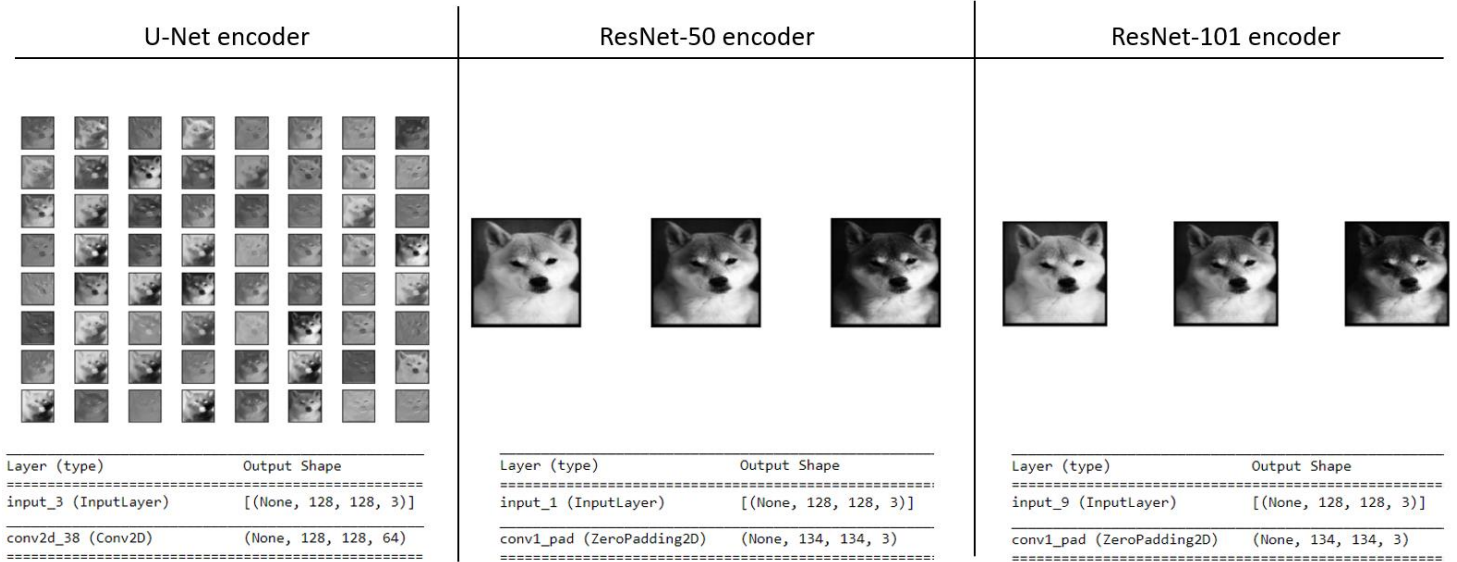 U-Net encoder
ResNet-50 encoder
ResNet-101 encoder
Layer (type) Output Shape
input_3 (InputLayer) [(None, 128, 128, 3)]
conv2d_38 (Conv2D) (None, 128, 128, 64)
Layer (type) Output Shape
input_1 (InputLayer) [(None, 128, 128, 3)]
conv1_pad (ZeroPadding2D) (None, 134, 134, 3)
Layer (type) Output Shape
input_9 (InputLayer) [(None, 128, 128, 3)]
conv1_pad (ZeroPadding2D) (None, 134, 134, 3)